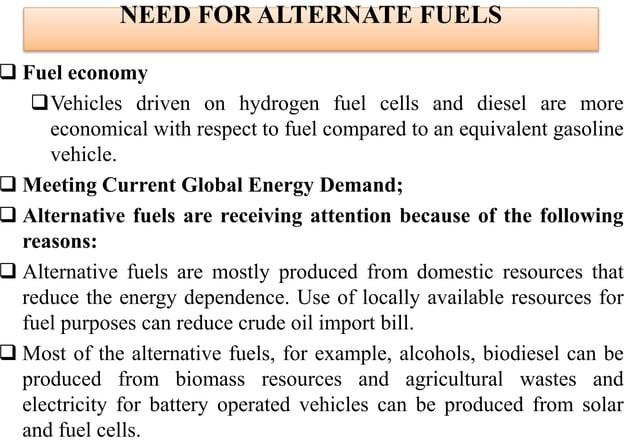 NEED FOR ALTERNATE FUELS
❑ Fuel economy
❑Vehicles driven on hydrogen fuel cells and diesel are more
economical with respect to fuel compared to an equivalent gasoline
vehicle.
❑ Meeting Current Global Energy Demand;
❑ Alternative fuels are receiving attention because of the following
reasons:
❑ Alternative fuels are mostly produced from domestic resources that
reduce the energy dependence. Use of locally available resources for
fuel purposes can reduce crude oil import bill.
❑ Most of the alternative fuels, for example, alcohols, biodiesel can be
produced from biomass resources and agricultural wastes and
electricity for battery operated vehicles can be produced from solar
and fuel cells.